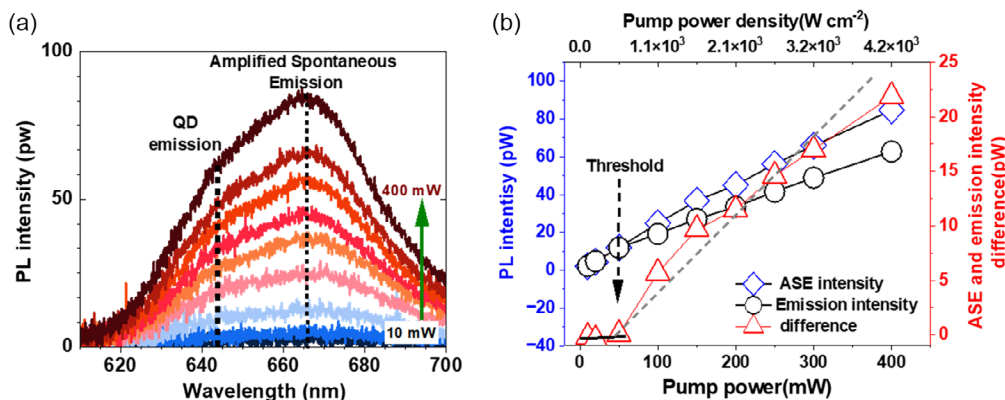 (a)
100
50
0
PL intensity (pw)
Amplified Spontaneous
Emission
QD
emission
400 mW
10 mW
620 640 660 680 700
Wavelength (nm)
(b)
Pump power density(W cm⁻²)
0.0 1.1×10³ 2.1×10³ 3.2×10³ 4.2×10³
100
80
60
40
20
0
−20
−40
PL intentisy (pW)
Threshold
ASE intensity
Emission intensity
difference
25
20
15
10
5
0
ASE and emission intensity
difference(pW)
0 100 200 300 400
Pump power(mW)